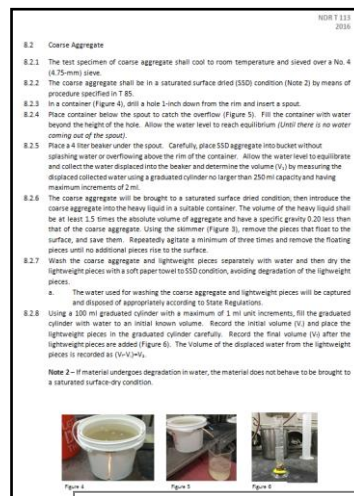 NDR T 113
2016
8.2 Coarse Aggregate
8.2.1 The test specimen of coarse aggregate shall cool to room temperature and sieved over a No. 4
(4.75-mm) sieve.
8.2.2 The coarse aggregate shall be in a saturated surface dried (SSD) condition (Note 2) by means of
procedure specified in T 85.
8.2.3 In a container (Figure 4), drill a hole 1-inch down from the rim and insert a spout.
8.2.4 Place container below the spout to catch the overflow (Figure 5). Fill the container with water
beyond the height of the hole. Allow the water level to reach equilibrium (Until there is no water
coming out of the spout).
8.2.5 Place a 4 liter beaker under the spout. Carefully, place SSD aggregate into bucket without
splashing water or overflowing above the rim of the container. Allow the water level to equilibrate
and collect the water displaced into the beaker and determine the volume (V₁) by measuring the
displaced collected water using a graduated cylinder no larger than 250 ml capacity and having
maximum increments of 2 ml.
8.2.6 The coarse aggregate will be brought to a saturated surface dried condition; then introduce the
coarse aggregate into the heavy liquid in a suitable container. The volume of the heavy liquid shall
be at least 1.5 times the absolute volume of aggregate and have a specific gravity 0.20 less than
that of the coarse aggregate. Using the skimmer (Figure 3), remove the pieces that float to the
surface, and save them. Repeatedly agitate a minimum of three times and remove the floating
pieces until no additional pieces rise to the surface.
8.2.7 Wash the coarse aggregate and lightweight pieces separately with water and then dry the
lightweight pieces with a soft paper towel to SSD condition, avoiding degradation of the lighweight
pieces.
a. The water used for washing the coarse aggregate and lightweight pieces will be captured
and disposed of appropriately according to State Regulations.
8.2.8 Using a 100 ml graduated cylinder with a maximum of 1 ml unit increments, fill the graduated
cylinder with water to an initial known volume. Record the initial volume (Vᵢ) and place the
lightweight pieces in the graduated cylinder carefully. Record the final volume (V_f) after the
lightweight pieces are added (Figure 6). The Volume of the displaced water from the lightweight
pieces is recorded as (V_f-Vᵢ)=V₂.
Note 2 – If material undergoes degradation in water, the material does not behave to be brought to
a saturated surface-dry condition.
Figure 4 Figure 5 Figure 6